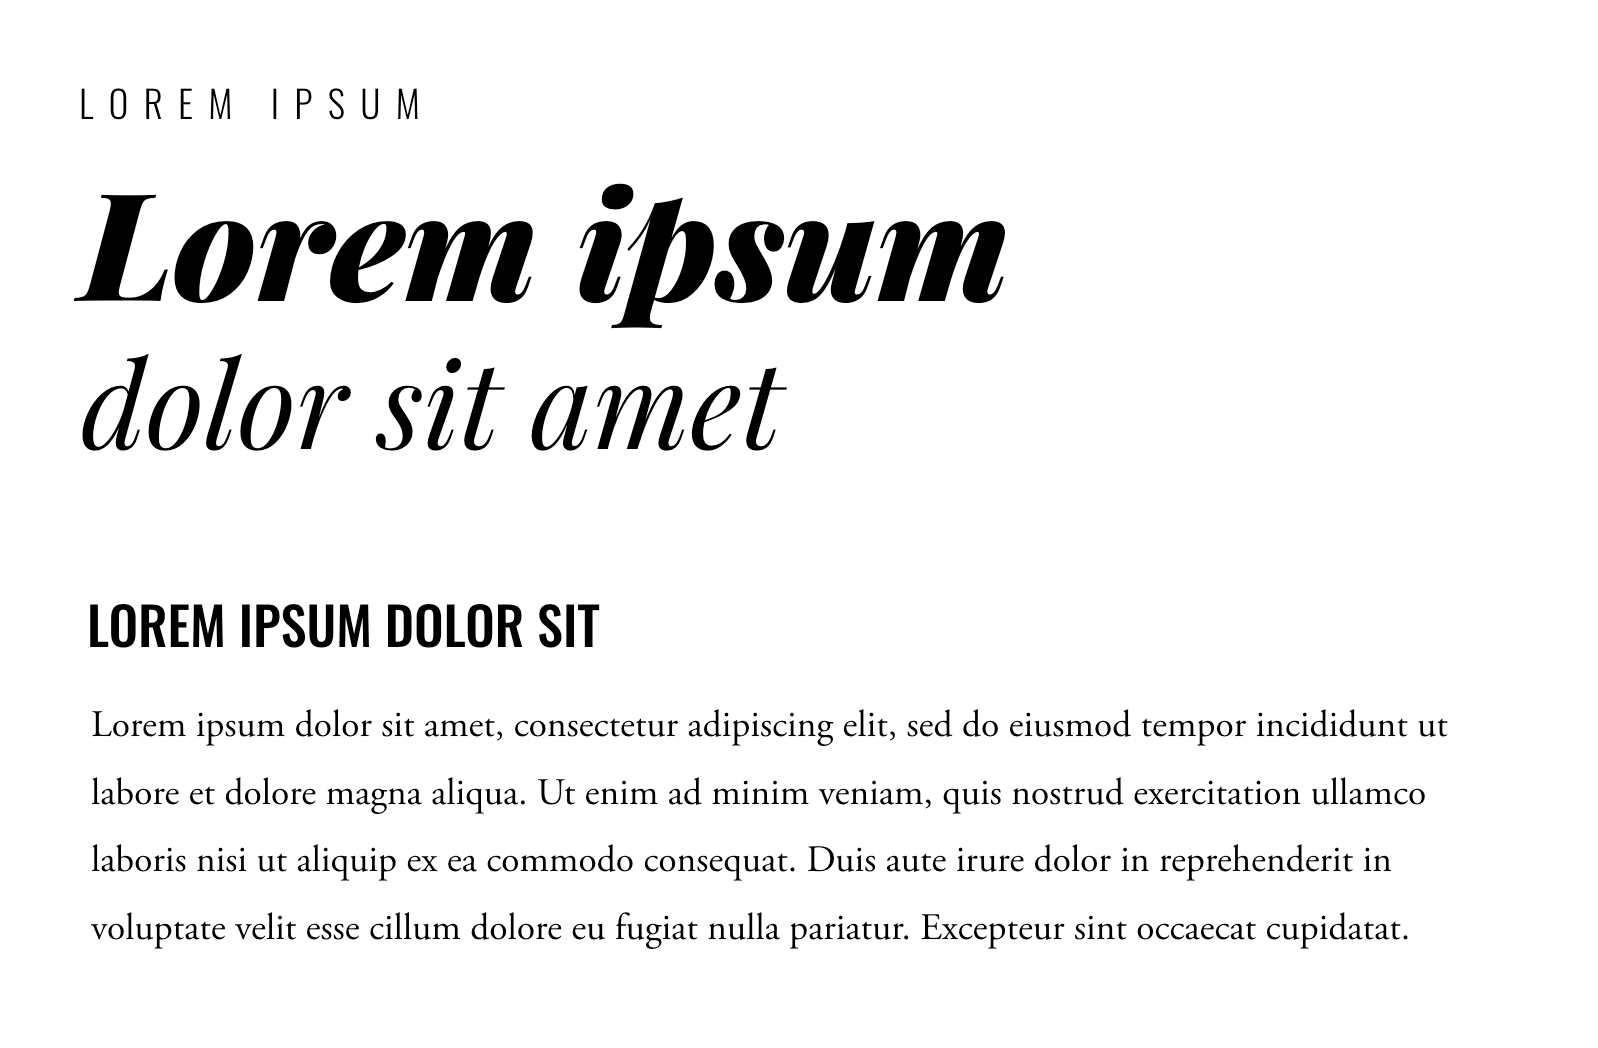 LOREM IPSUM
Lorem ipsum
dolor sit amet
LOREM IPSUM DOLOR SIT
Lorem ipsum dolor sit amet, consectetur adipiscing elit, sed do eiusmod tempor incididunt ut
labore et dolore magna aliqua. Ut enim ad minim veniam, quis nostrud exercitation ullamco
laboris nisi ut aliquip ex ea commodo consequat. Duis aute irure dolor in reprehenderit in
voluptate velit esse cillum dolore eu fugiat nulla pariatur. Excepteur sint occaecat cupidatat.